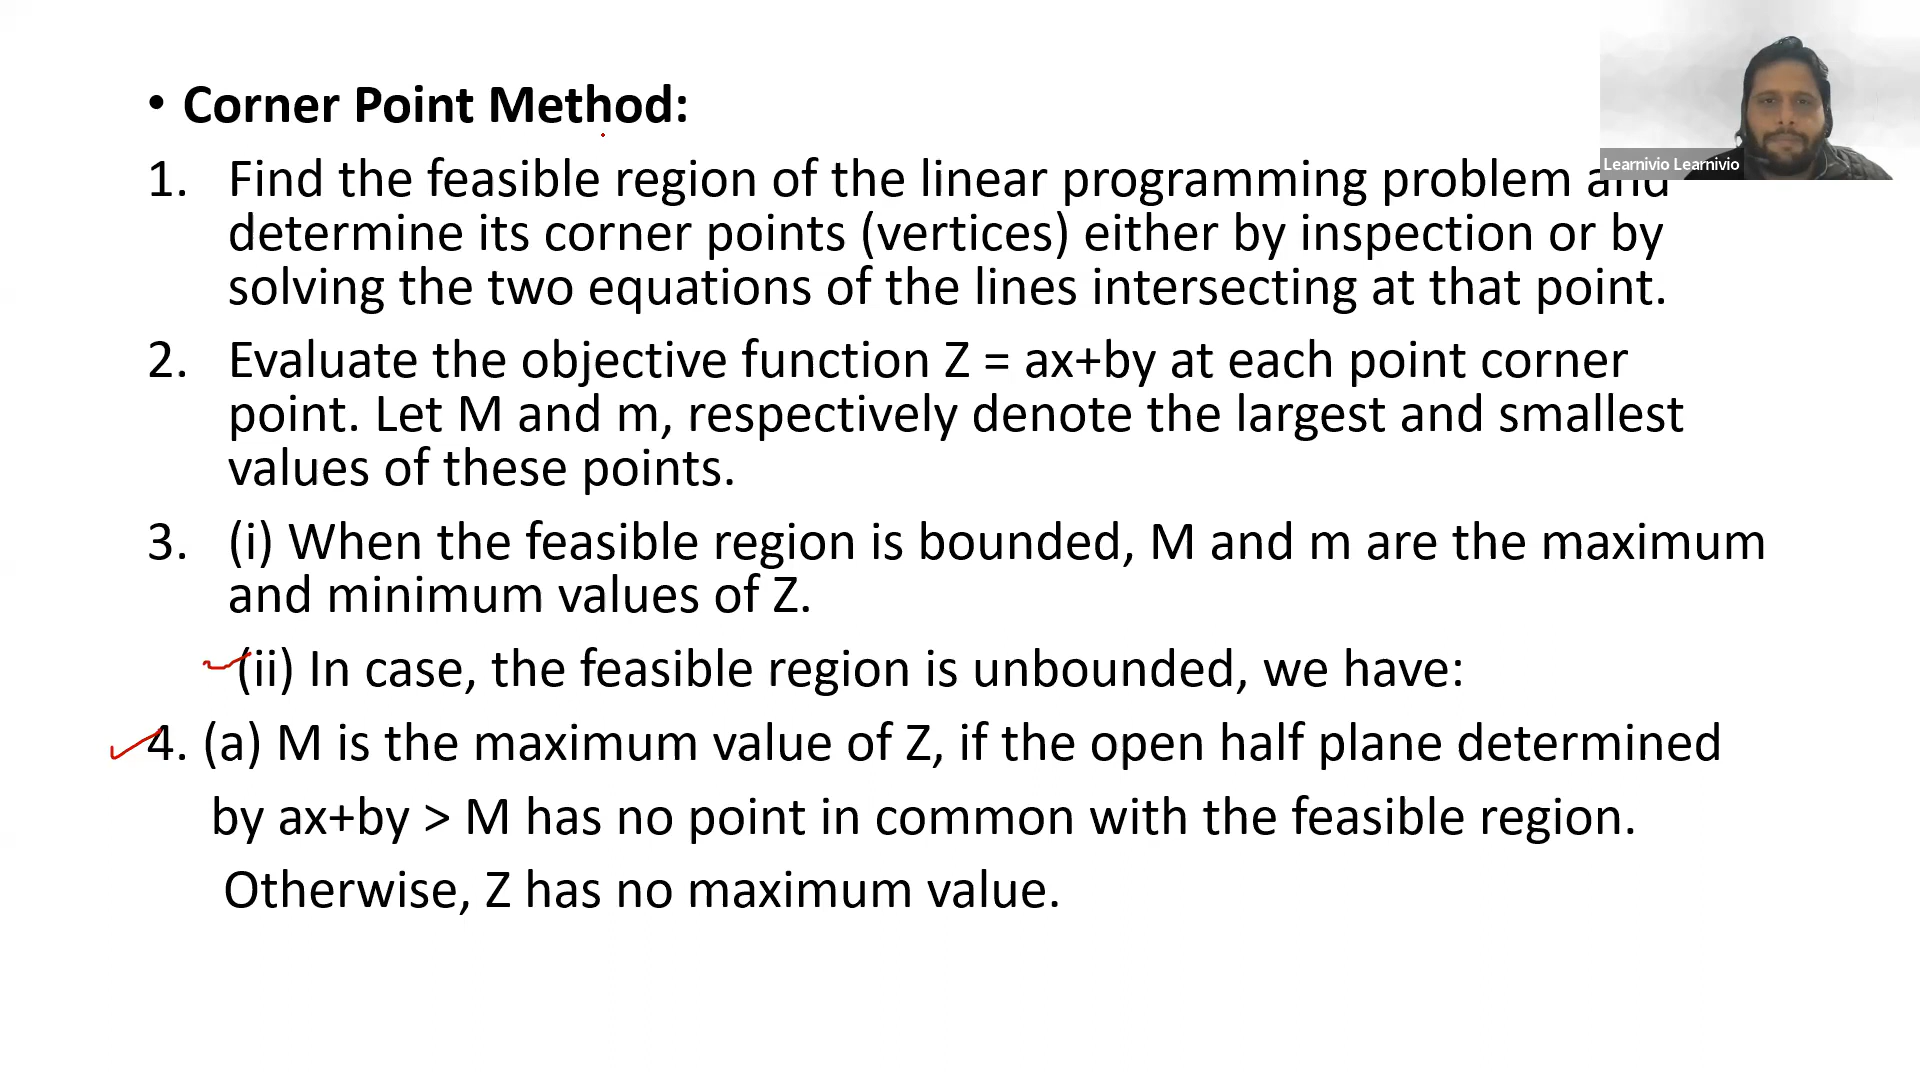 • Corner Point Method:
Learnivio Learnivio
1. Find the feasible region of the linear programming problem and
determine its corner points (vertices) either by inspection or by
solving the two equations of the lines intersecting at that point.
2. Evaluate the objective function Z = ax+by at each point corner
point. Let M and m, respectively denote the largest and smallest
values of these points.
3. (i) When the feasible region is bounded, M and m are the maximum
and minimum values of Z.
(ii) In case, the feasible region is unbounded, we have:
4. (a) M is the maximum value of Z, if the open half plane determined
by ax+by > M has no point in common with the feasible region.
Otherwise, Z has no maximum value.